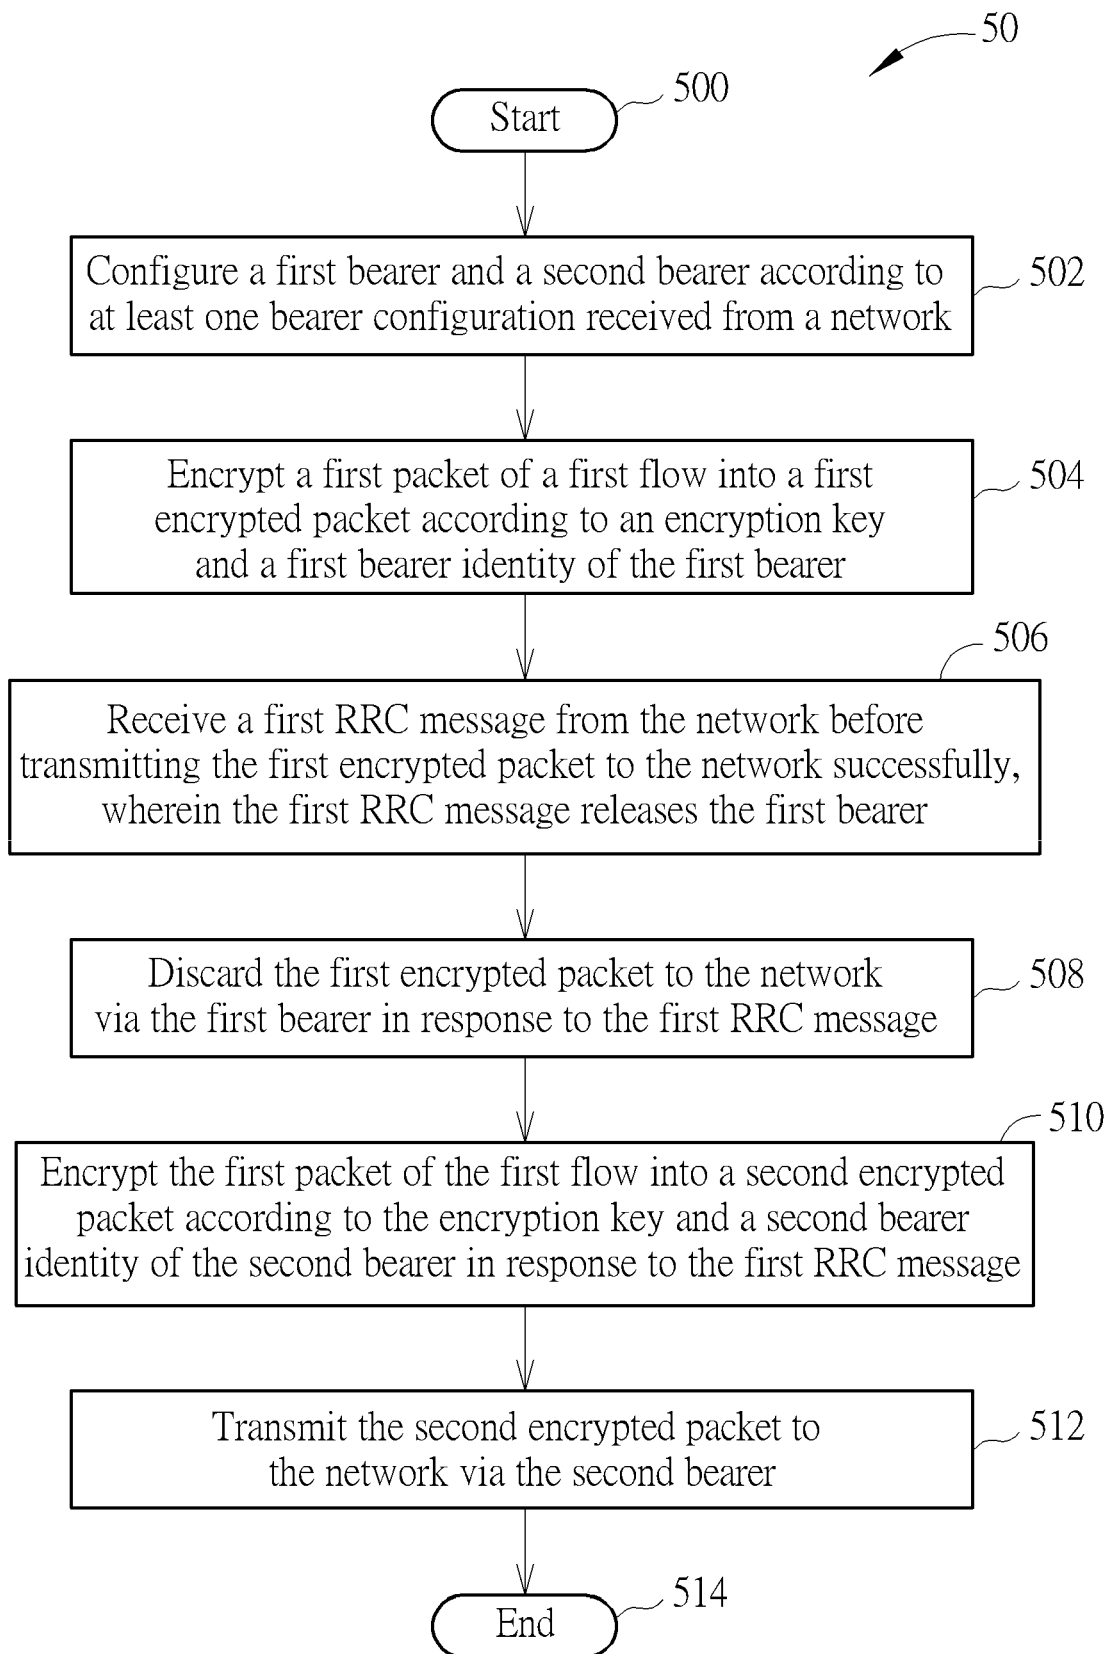 50
Start
500
Configure a first bearer and a second bearer according to
at least one bearer configuration received from a network
502
Encrypt a first packet of a first flow into a first
encrypted packet according to an encryption key
and a first bearer identity of the first bearer
504
506
Receive a first RRC message from the network before
transmitting the first encrypted packet to the network successfully,
wherein the first RRC message releases the first bearer
Discard the first encrypted packet to the network
via the first bearer in response to the first RRC message
508
510
Encrypt the first packet of the first flow into a second encrypted
packet according to the encryption key and a second bearer
identity of the second bearer in response to the first RRC message
Transmit the second encrypted packet to
the network via the second bearer
512
End
514